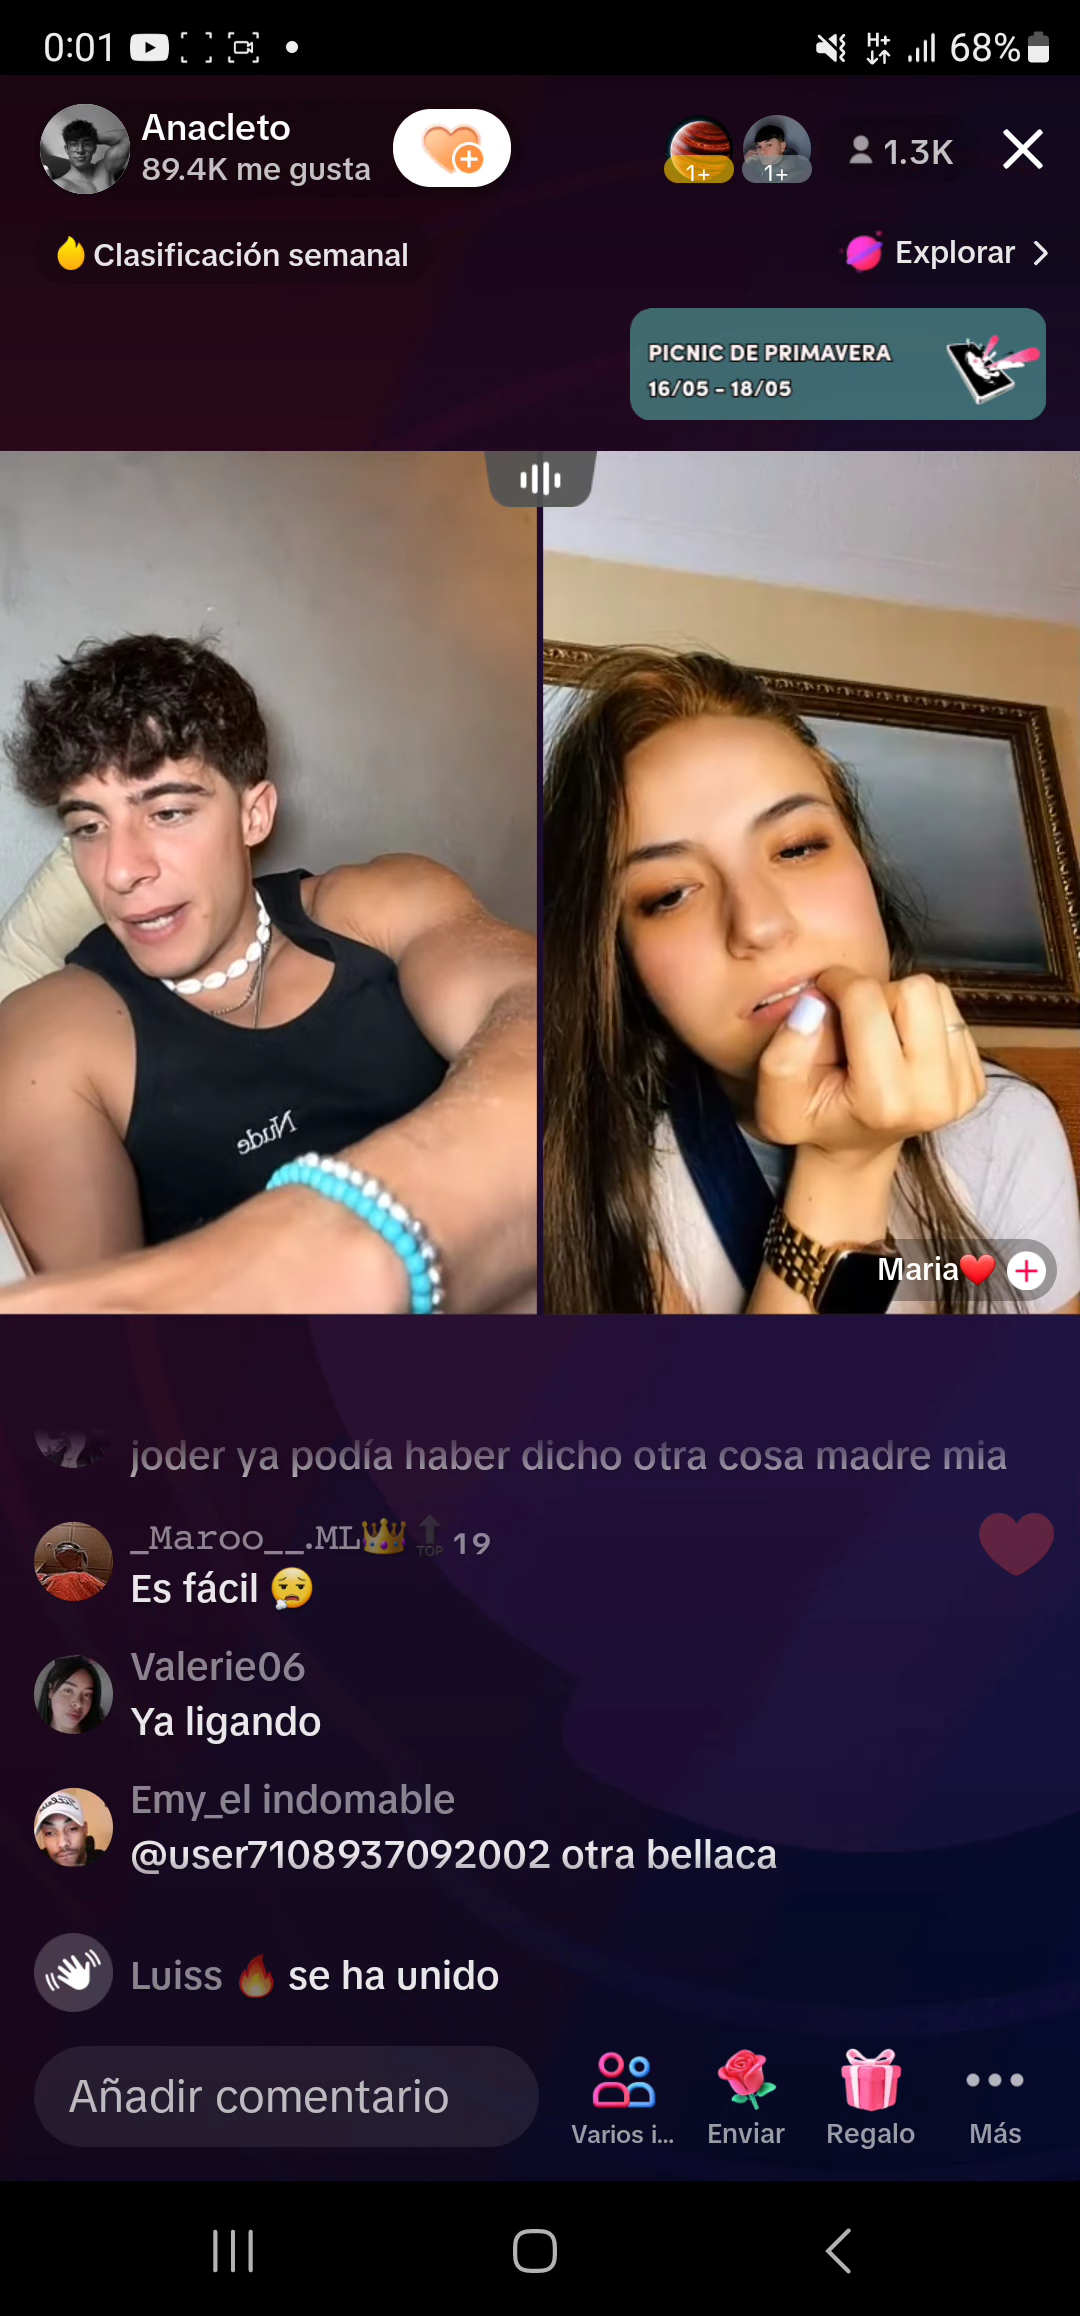 0:01 H+ 68%
Anacleto
89.4K me gusta
1+ 1+ 1.3K
Clasificación semanal
Explorar
PICNIC DE PRIMAVERA
16/05 - 18/05
Nude
Maria❤️
joder ya podía haber dicho otra cosa madre mia
_Maroo__.ML👑 TOP 19
Es fácil 😮‍💨
Valerie06
Ya ligando
Emy_el indomable
@user7108937092002 otra bellaca
Luiss 🔥 se ha unido
Añadir comentario
Varios i...
Enviar
Regalo
Más